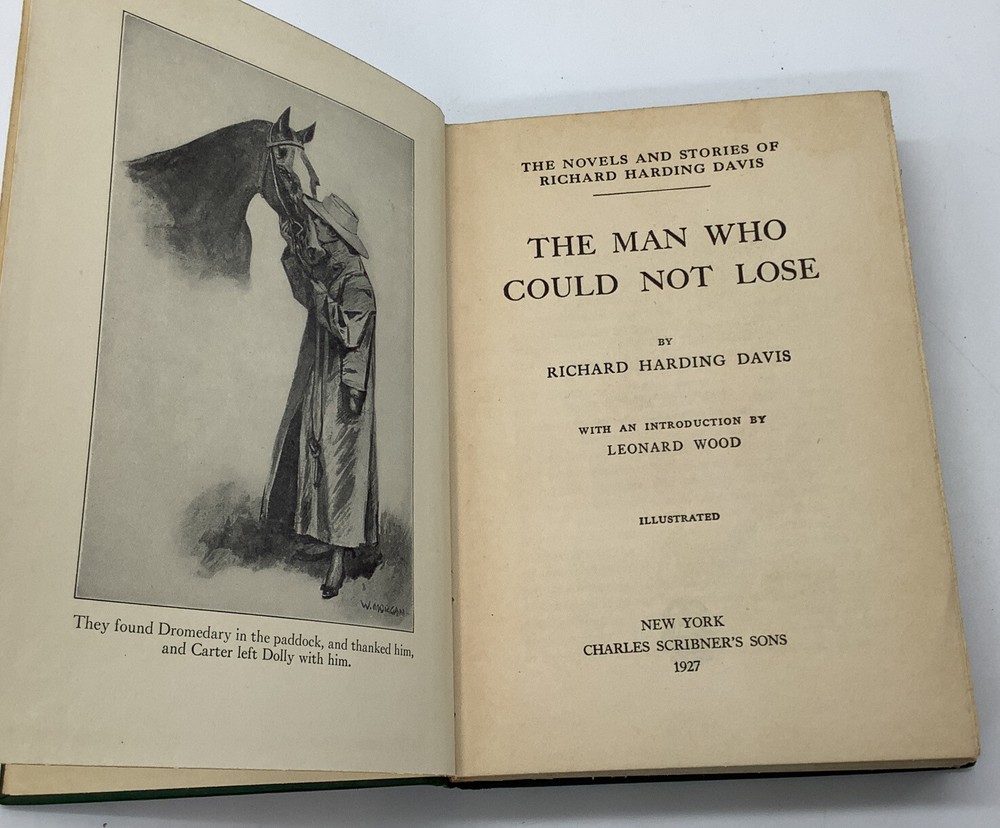 W. MORGAN
They found Dromedary in the paddock, and thanked him,
and Carter left Dolly with him.
THE NOVELS AND STORIES OF
RICHARD HARDING DAVIS
THE MAN WHO
COULD NOT LOSE
BY
RICHARD HARDING DAVIS
WITH AN INTRODUCTION BY
LEONARD WOOD
ILLUSTRATED
NEW YORK
CHARLES SCRIBNER'S SONS
1927